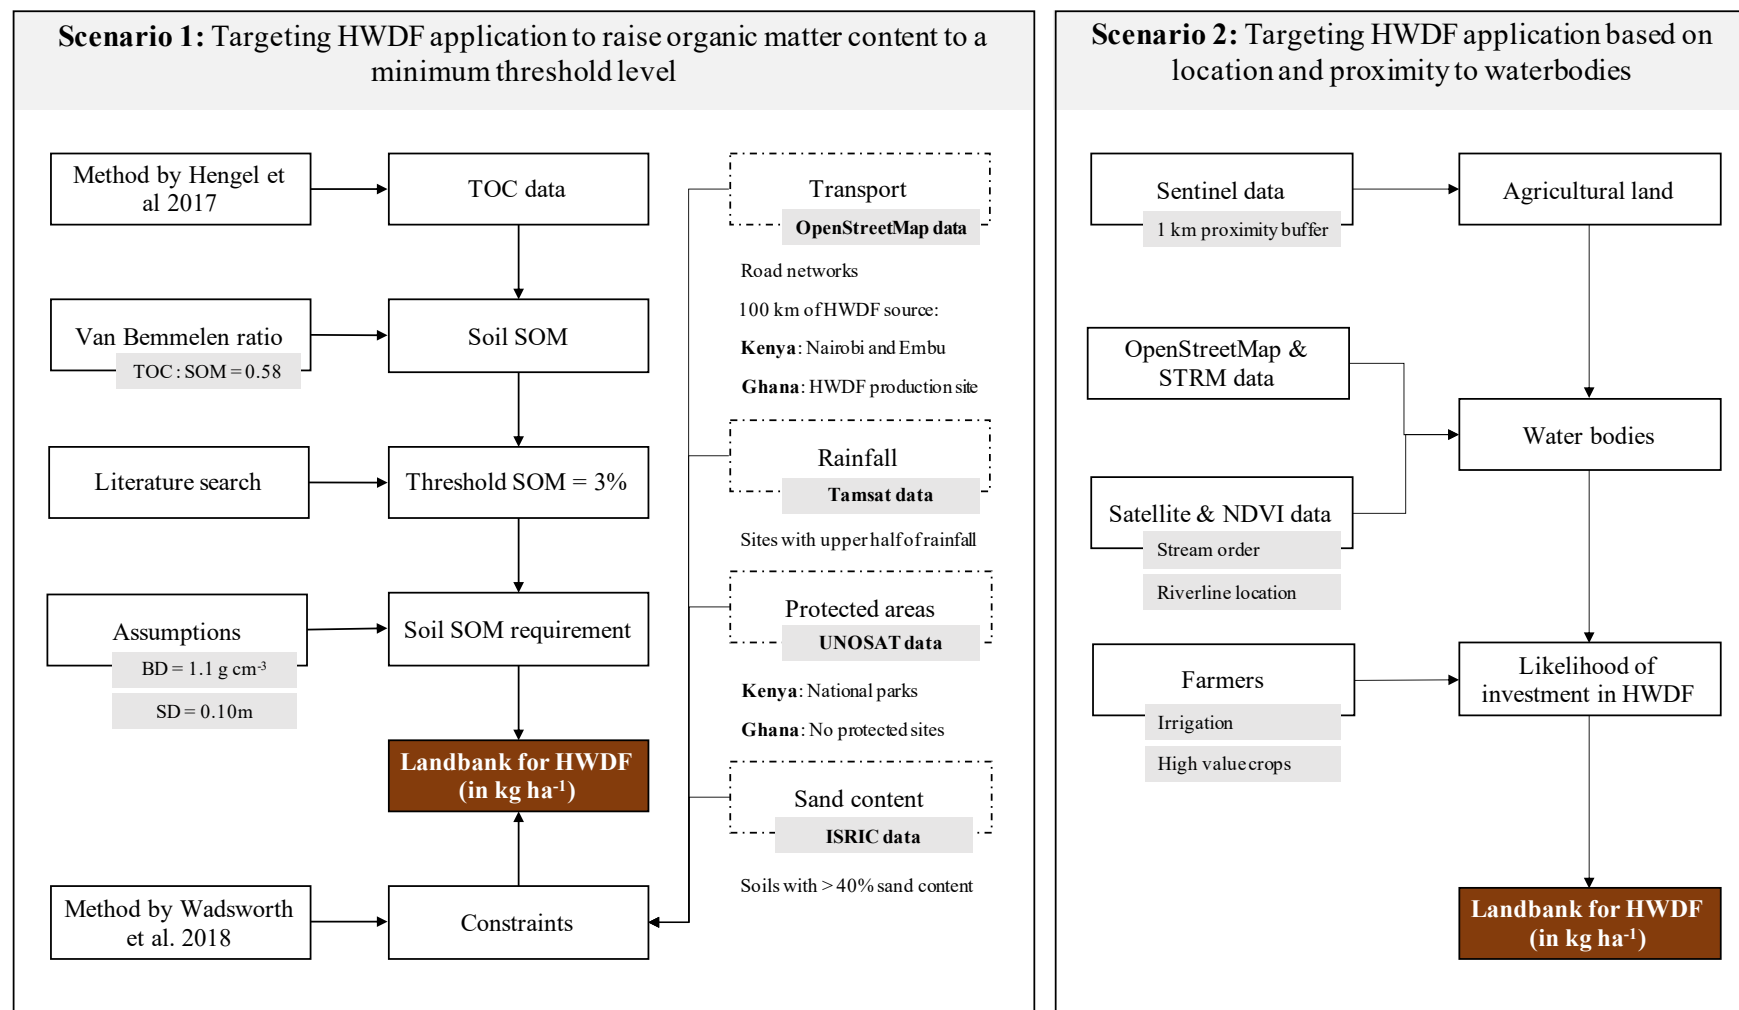 Scenario 1: Targeting HWDF application to raise organic matter content to a
minimum threshold level
Method by Hengel et
al 2017
TOC data
Van Bemmelen ratio
TOC : SOM = 0.58
Soil SOM
Literature search
Threshold SOM = 3%
Assumptions
BD = 1.1 g cm-3
SD = 0.10m
Soil SOM requirement
Landbank for HWDF
(in kg ha-1)
Method by Wadsworth
et al. 2018
Constraints
Transport
OpenStreetMap data
Road networks
100 km of HWDF source:
Kenya: Nairobi and Embu
Ghana: HWDF production site
Rainfall
Tamsat data
Sites with upper half of rainfall
Protected areas
UNOSAT data
Kenya: National parks
Ghana: No protected sites
Sand content
ISRIC data
Soils with > 40% sand content
Scenario 2: Targeting HWDF application based on
location and proximity to waterbodies
Sentinel data
1 km proximity buffer
Agricultural land
OpenStreetMap &
STRM data
Water bodies
Satellite & NDVI data
Stream order
Riverline location
Farmers
Irrigation
High value crops
Likelihood of
investment in HWDF
Landbank for HWDF
(in kg ha-1)